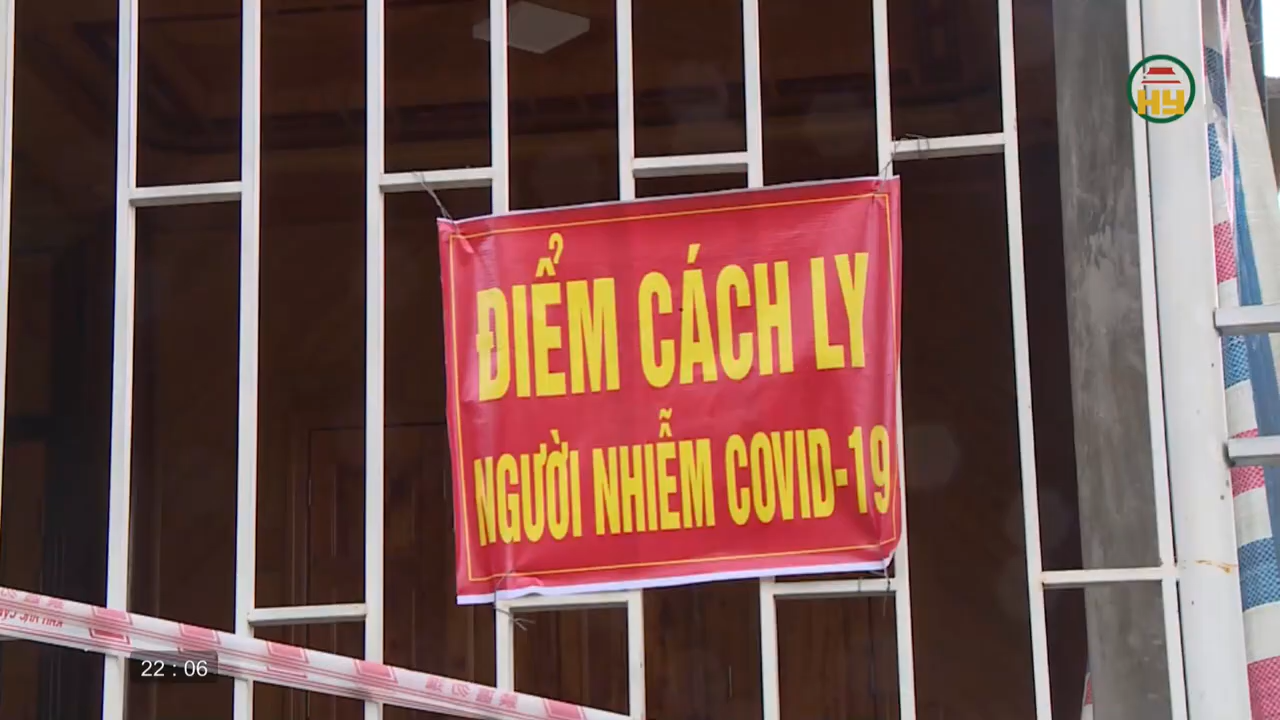 HY
ĐIỂM CÁCH LY
NGƯỜI NHIỄM COVID-19
22 : 06